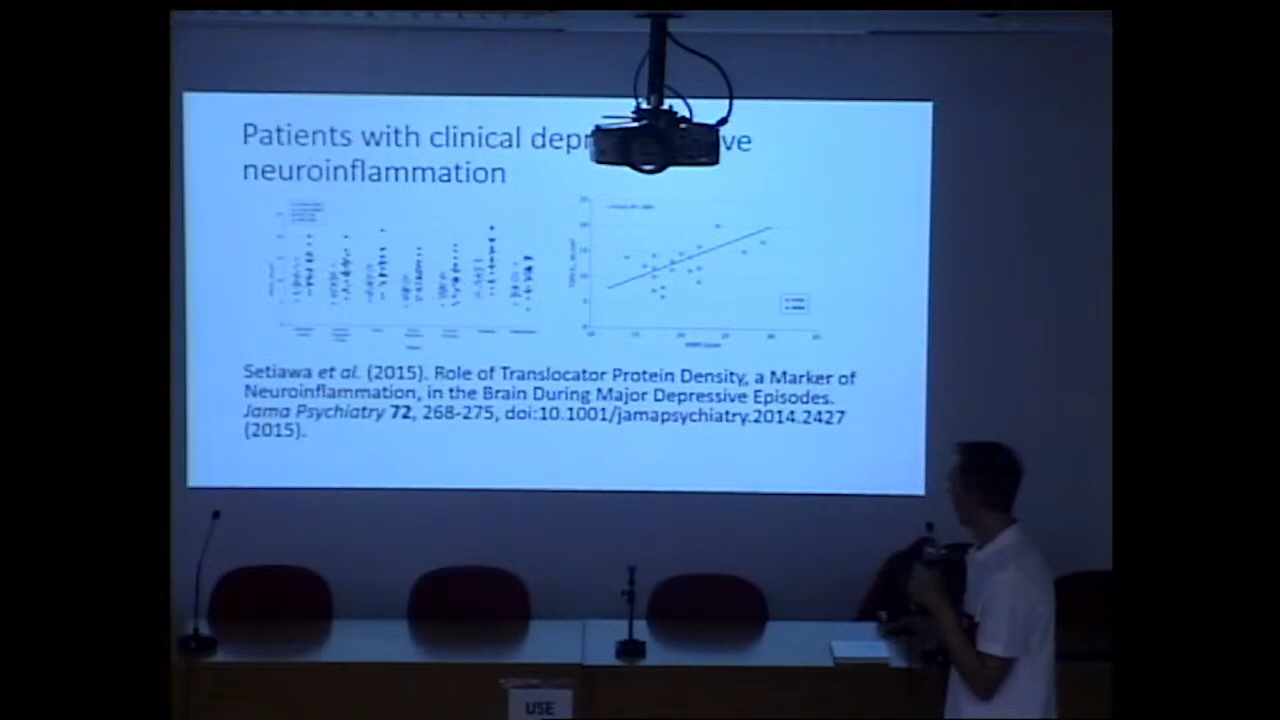 Patients with clinical depr ve
neuroinflammation
Setiawa et al. (2015). Role of Translocator Protein Density, a Marker of
Neuroinflammation, in the Brain During Major Depressive Episodes.
Jama Psychiatry 72, 268-275, doi:10.1001/jamapsychiatry.2014.2427
(2015).
USE